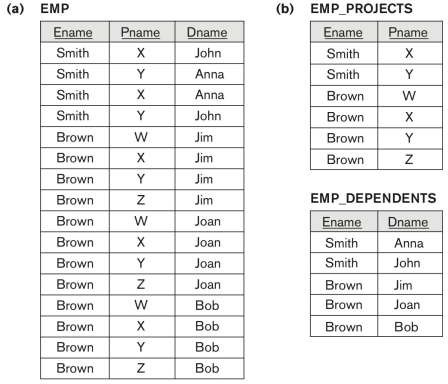 (a) EMP
Ename Pname Dname
Smith X John
Smith Y Anna
Smith X Anna
Smith Y John
Brown W Jim
Brown X Jim
Brown Y Jim
Brown Z Jim
Brown W Joan
Brown X Joan
Brown Y Joan
Brown Z Joan
Brown W Bob
Brown X Bob
Brown Y Bob
Brown Z Bob
(b) EMP_PROJECTS
Ename Pname
Smith X
Smith Y
Brown W
Brown X
Brown Y
Brown Z
EMP_DEPENDENTS
Ename Dname
Smith Anna
Smith John
Brown Jim
Brown Joan
Brown Bob